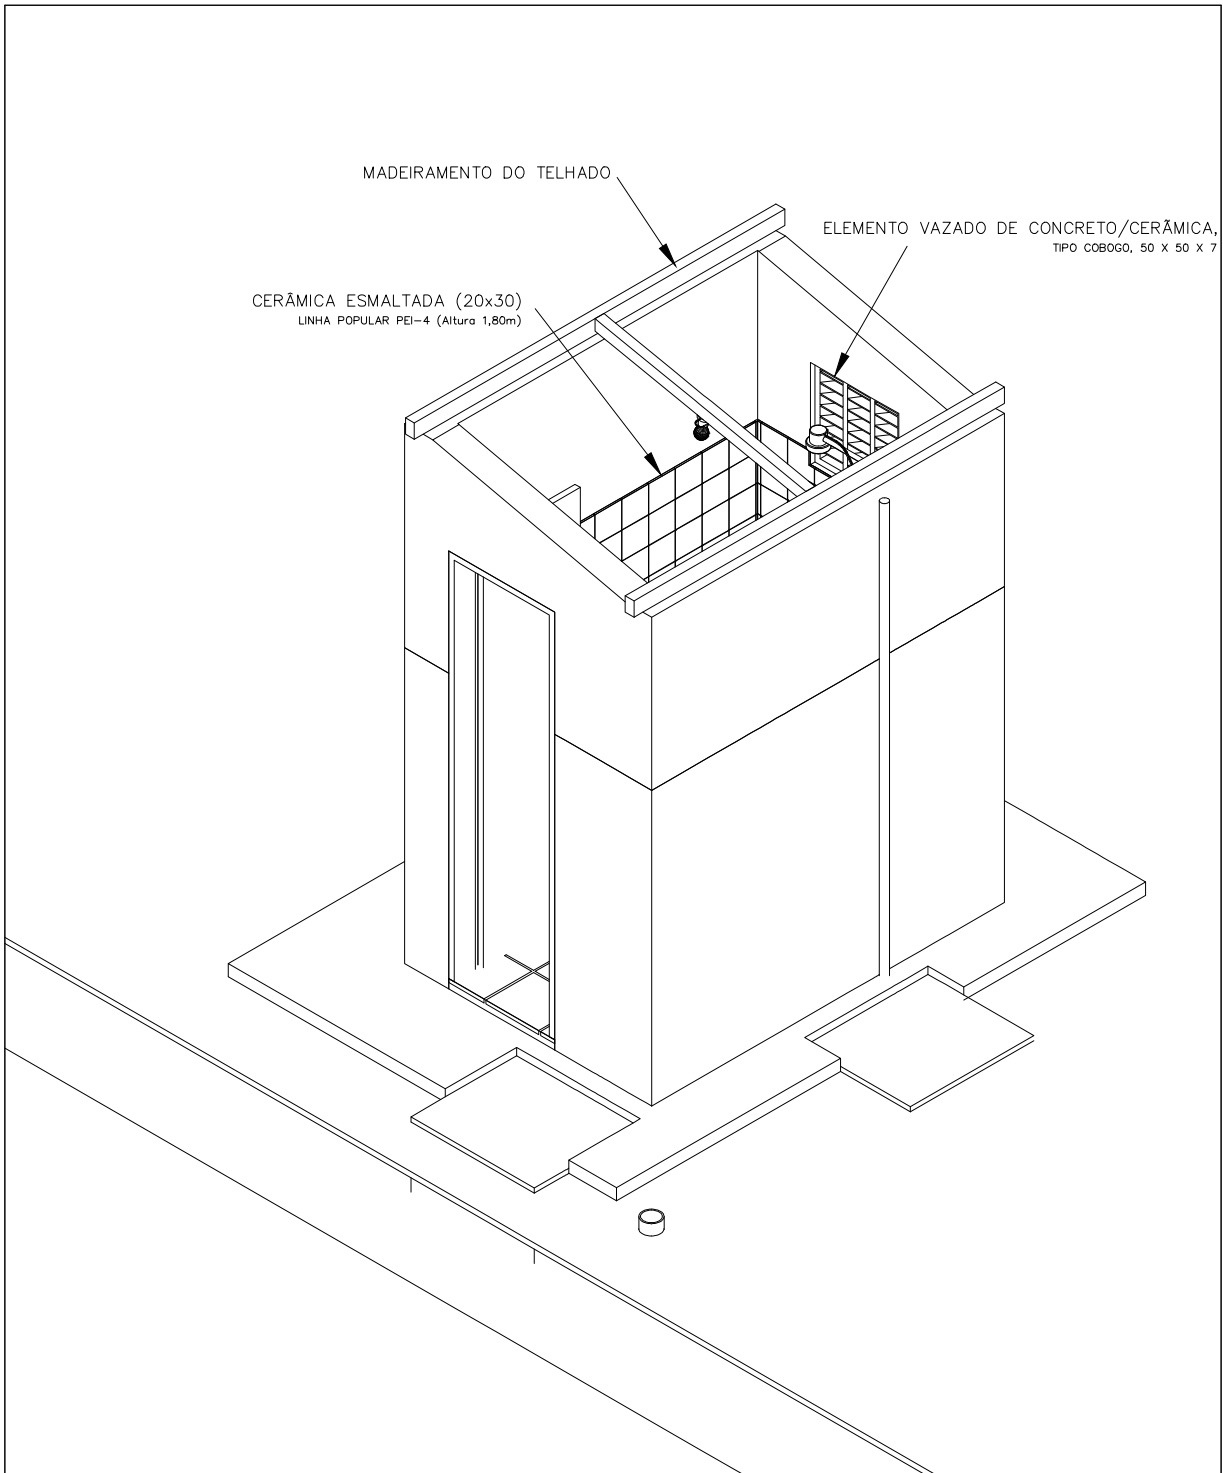 MADEIRAMENTO DO TELHADO
ELEMENTO VAZADO DE CONCRETO/CERÃMICA,
TIPO COBOGO, 50 X 50 X 7
CERÂMICA ESMALTADA (20x30)
LINHA POPULAR PEI-4 (Altura 1,80m)